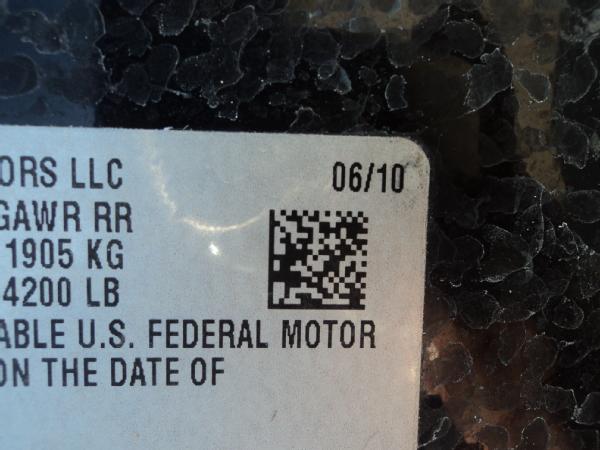 ORS LLC 06/10
GAWR RR
1905 KG
4200 LB
ABLE U.S. FEDERAL MOTOR
ON THE DATE OF